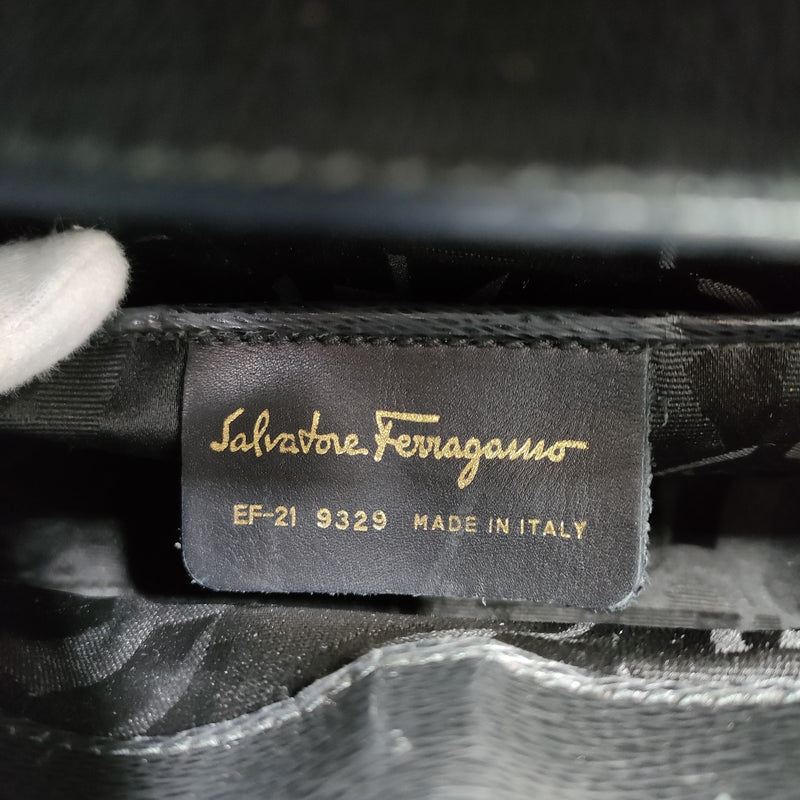 Salvatore Ferragamo
EF-21 9329 MADE IN ITALY